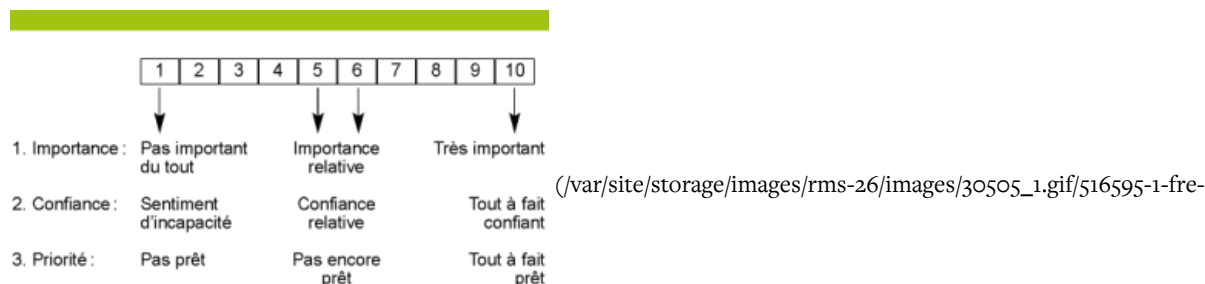 1 2 3 4 5 6 7 8 9 10
1. Importance : Pas important du tout Importance relative Très important
(/var/site/storage/images/rms-26/images/30505_1.gif/516595-1-fre-
2. Confiance : Sentiment d'incapacité Confiance relative Tout à fait confiant
3. Priorité : Pas prêt Pas encore prêt Tout à fait prêt